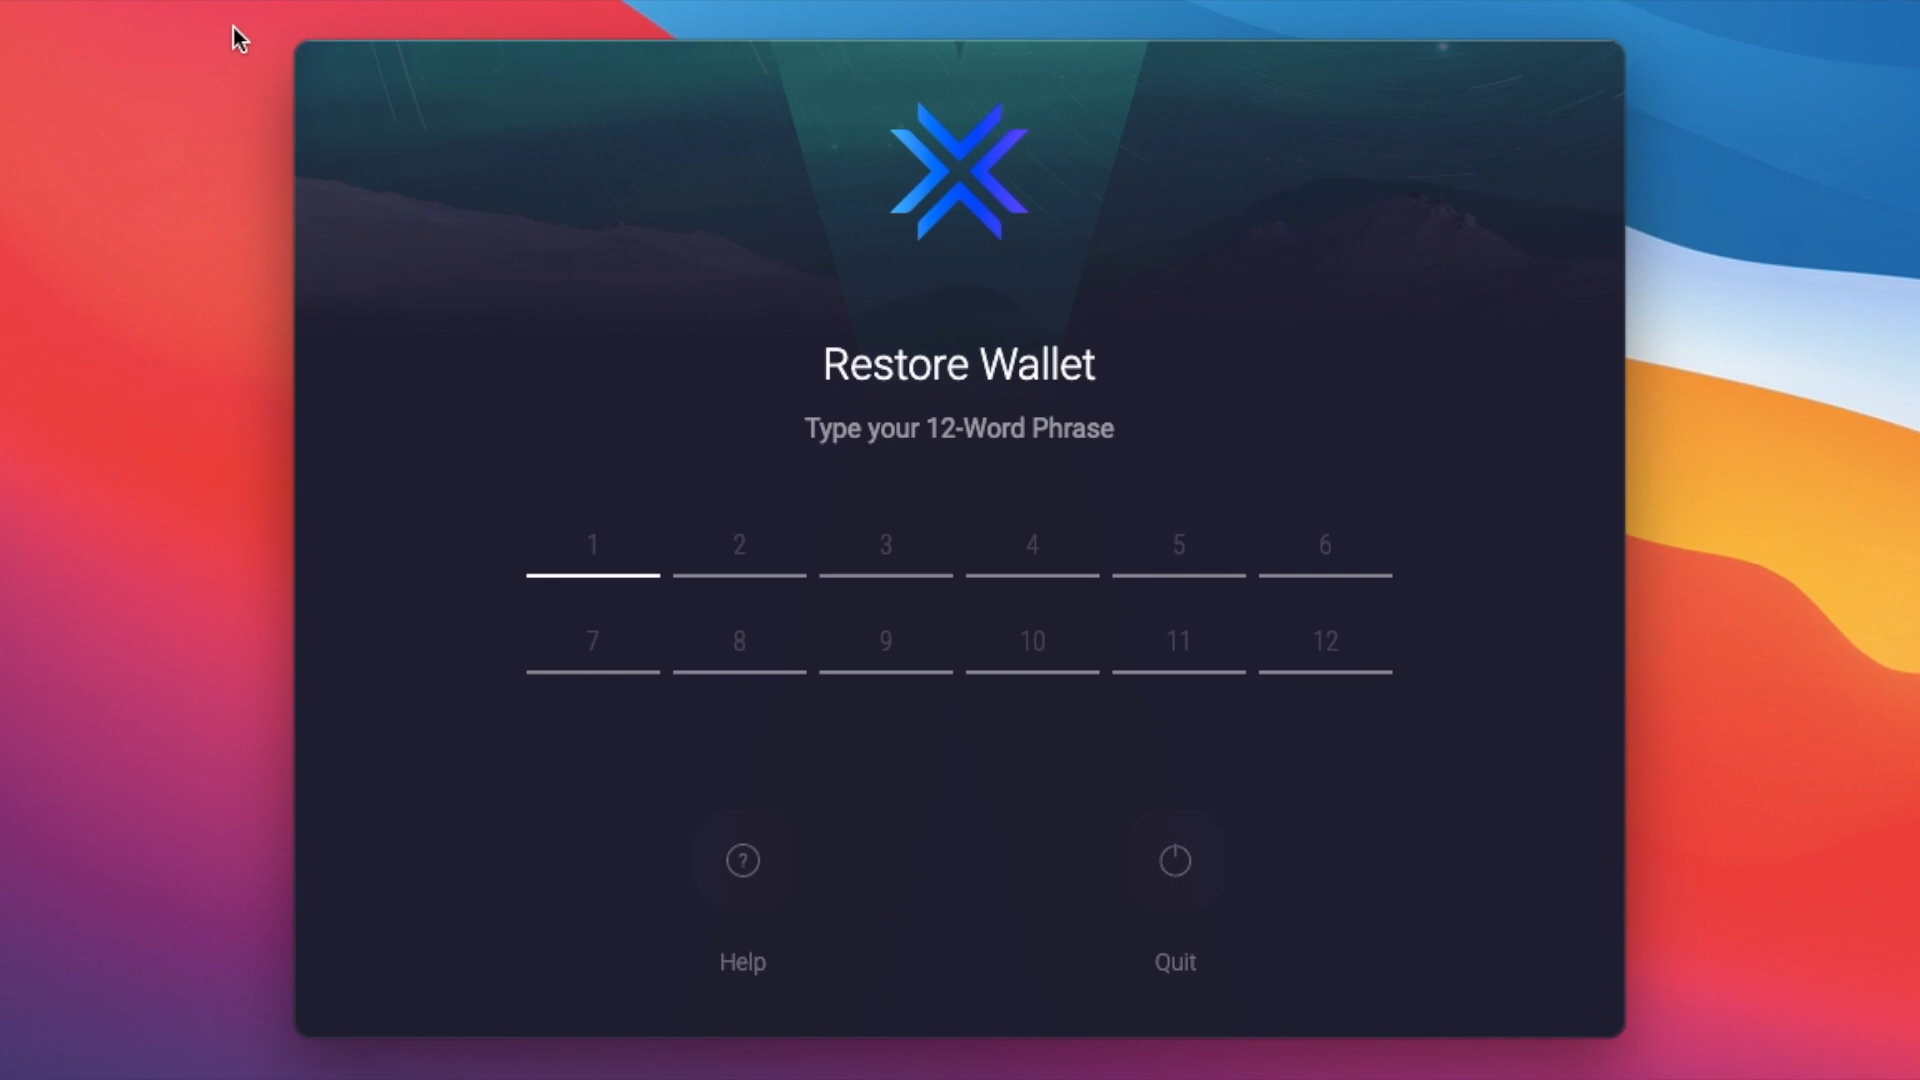 Restore Wallet
Type your 12-Word Phrase
1 2 3 4 5 6
7 8 9 10 11 12
?
Help Quit